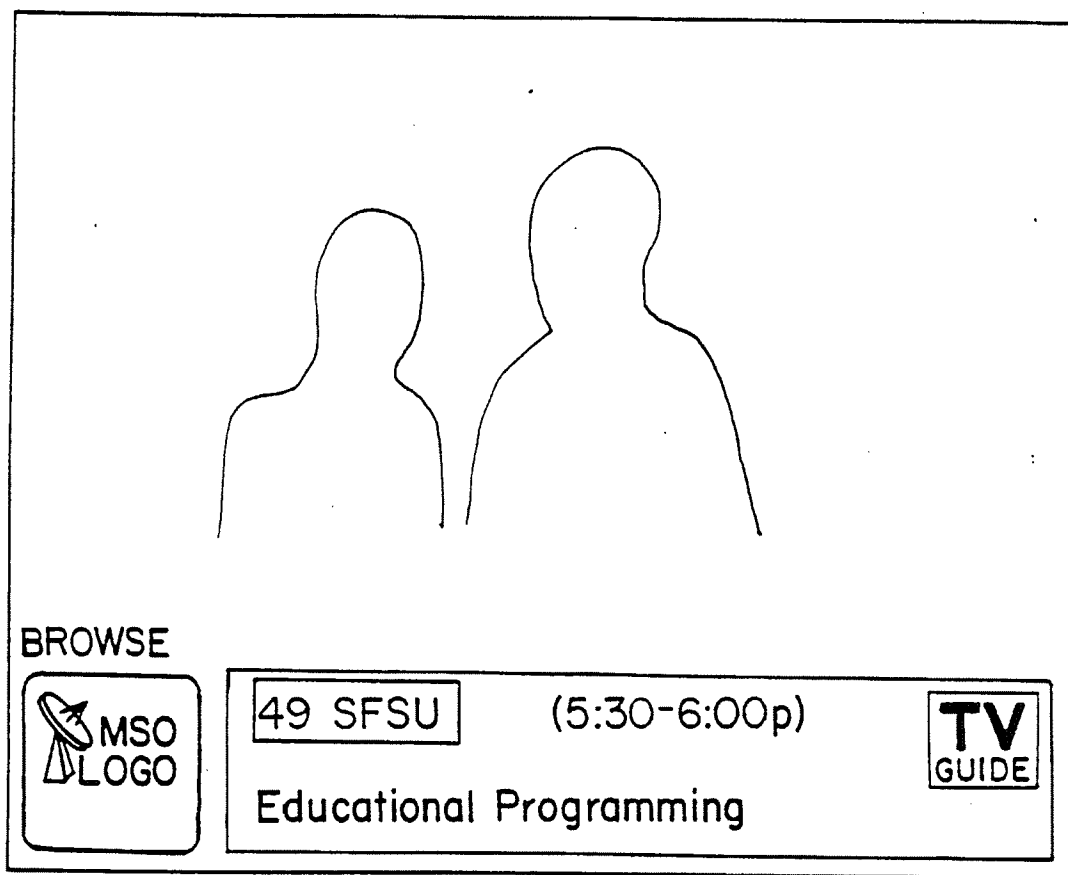 BROWSE
MSO
LOGO
49 SFSU (5:30-6:00p)
Educational Programming
TV
GUIDE